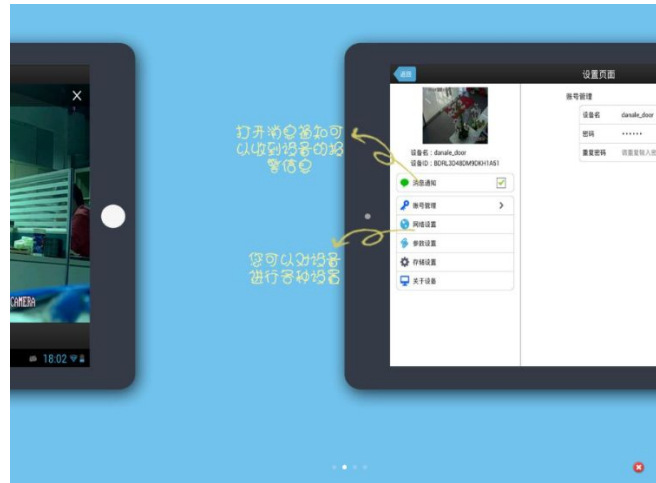 CAMERA
18:02
打开消息通知可
以收到设备的报
警信息
您可以对设备
进行各种设置
返回
设置页面
设备名：danale_door
设备ID：
消息通知
账号管理
网络设置
参数设置
存储设置
关于设备
账号管理
设备名 danale_door
密码 ······
重复密码 请重复输入密